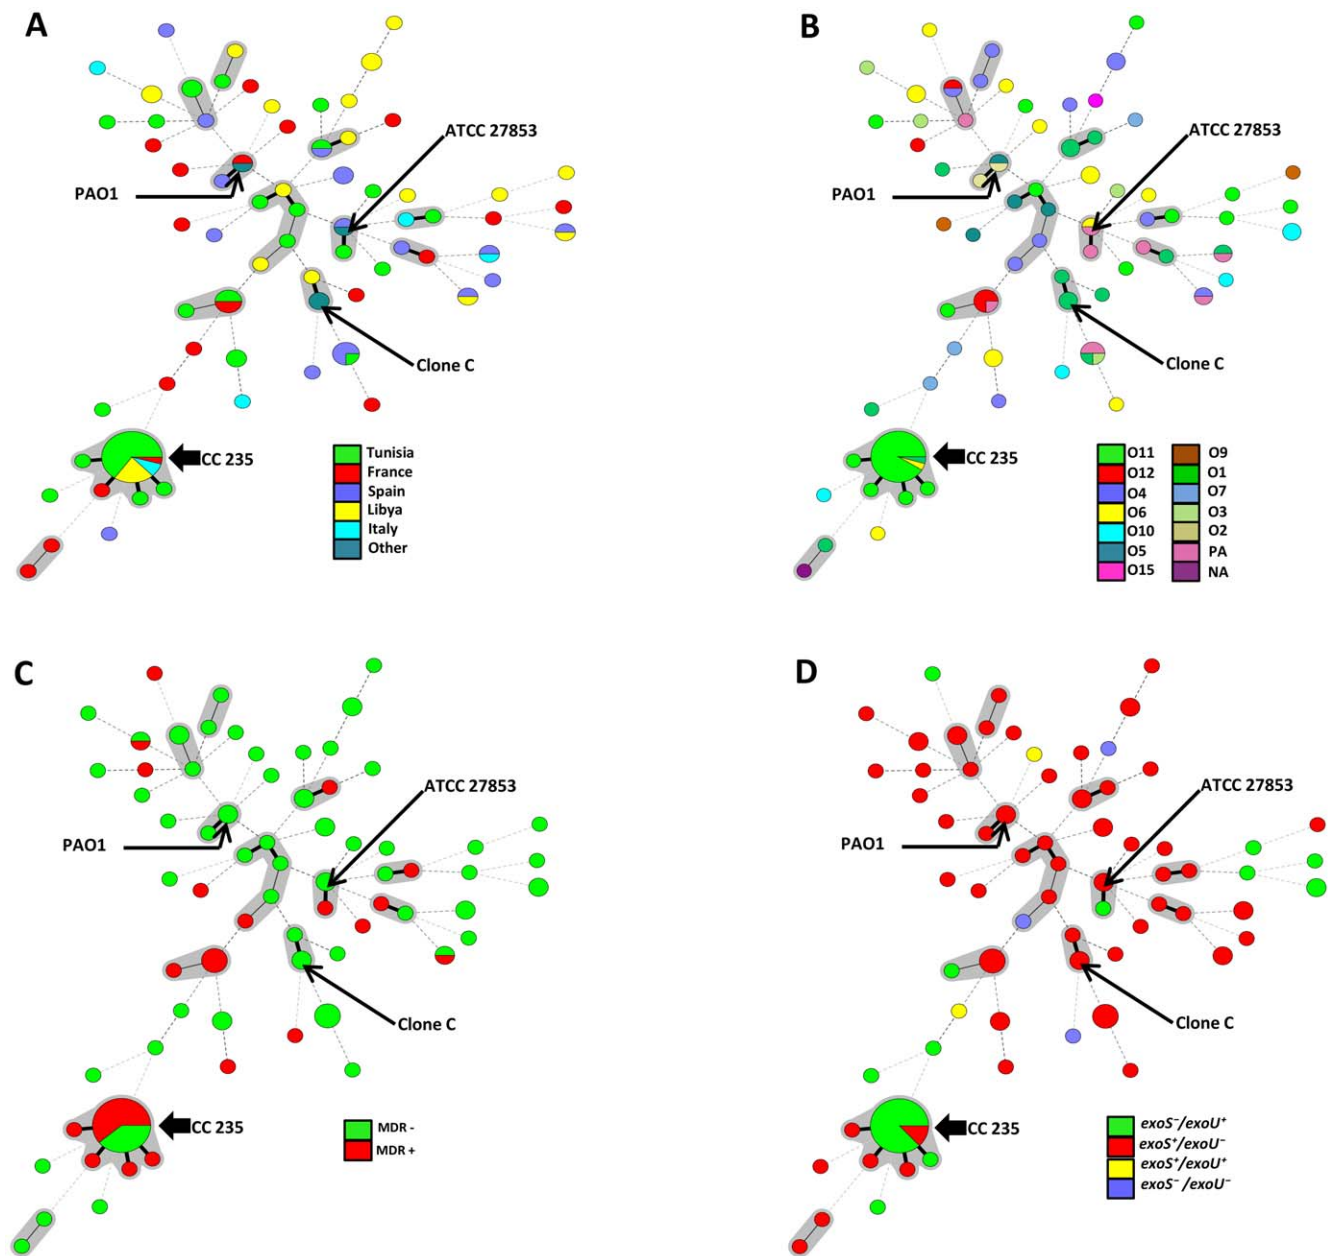 A
ATCC 27853
PAO1
Clone C
CC 235
Tunisia
France
Spain
Libya
Italy
Other
B
ATCC 27853
PAO1
Clone C
CC 235
O11
O12
O4
O6
O10
O5
O15
O9
O1
O7
O3
O2
PA
NA
C
ATCC 27853
PAO1
Clone C
CC 235
MDR -
MDR +
D
ATCC 27853
PAO1
Clone C
CC 235
exoS⁻/exoU⁺
exoS⁺/exoU⁻
exoS⁺/exoU⁺
exoS⁻/exoU⁻